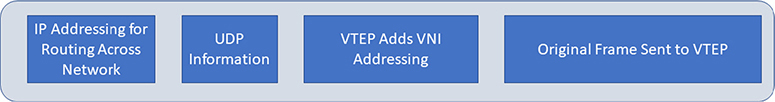 IP Addressing for
Routing Across
Network
UDP
Information
VTEP Adds VNI
Addressing
Original Frame Sent to VTEP